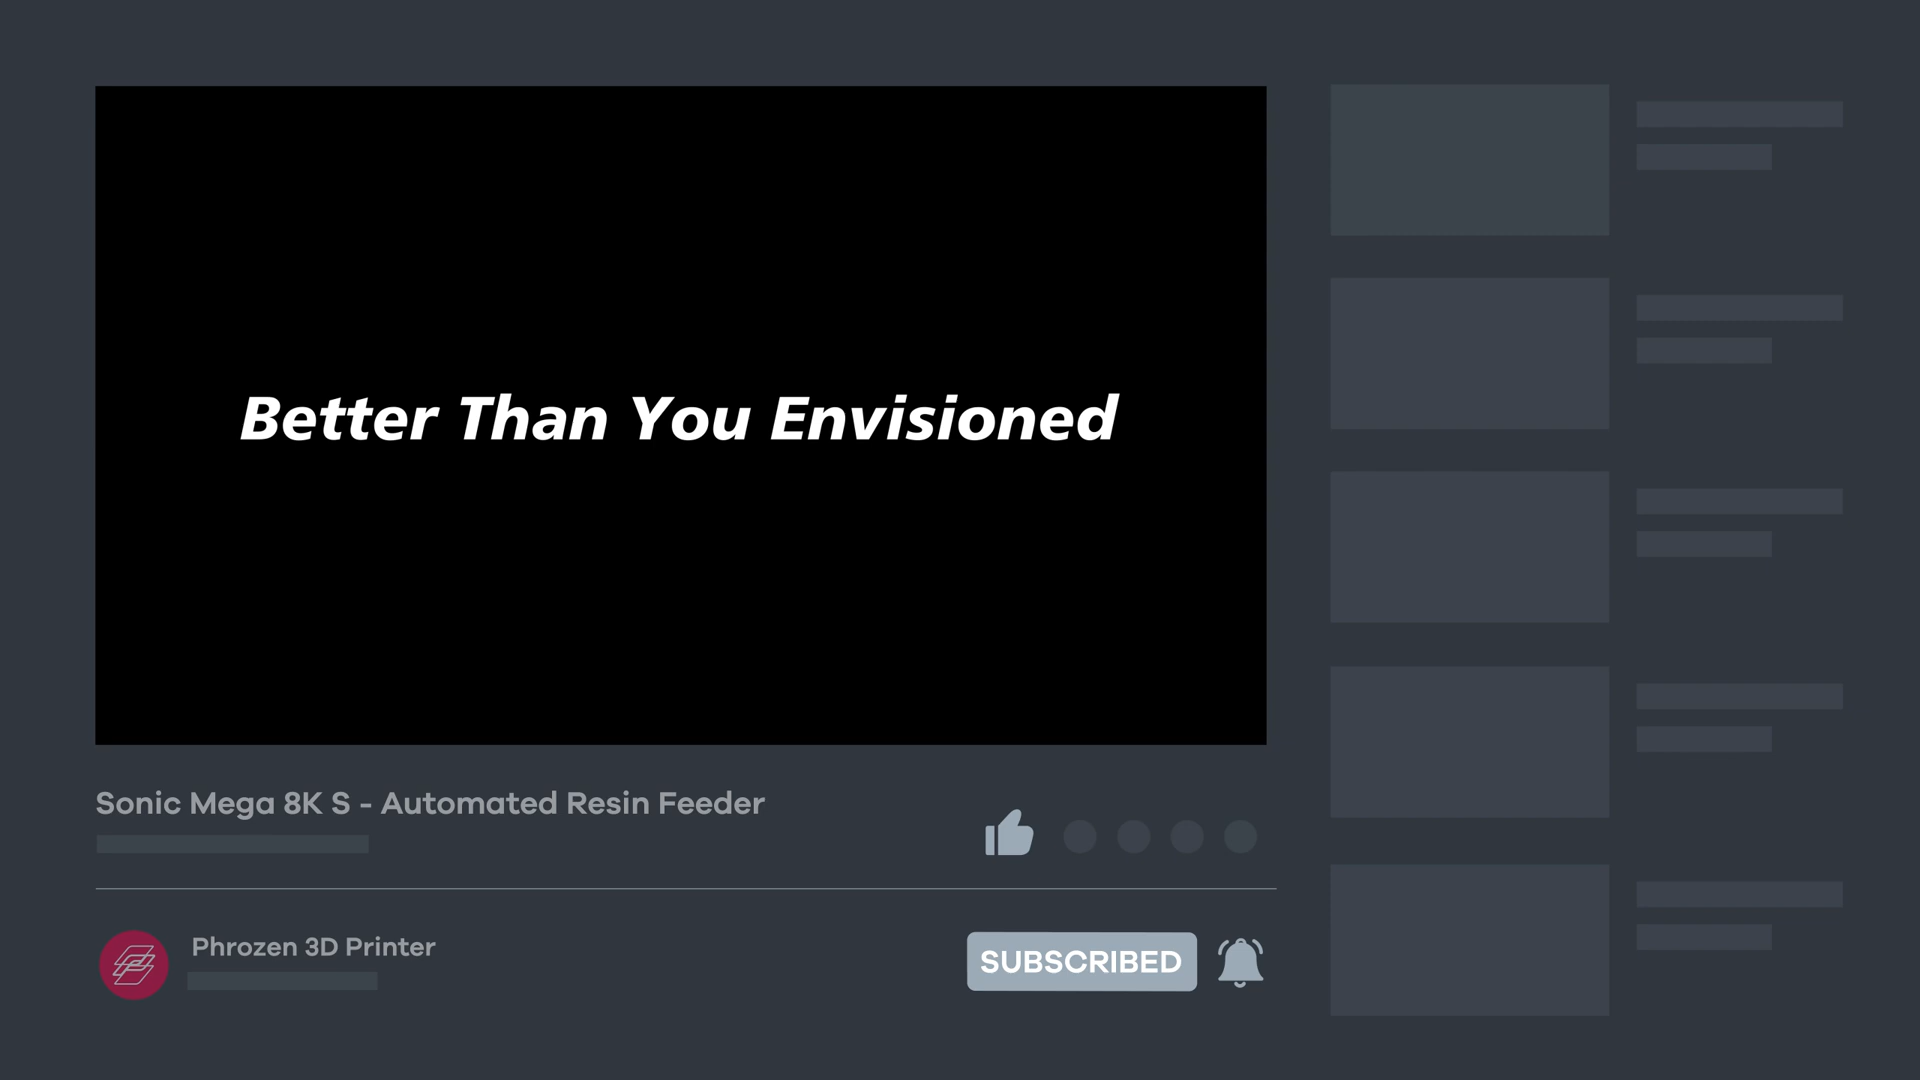 Better Than You Envisioned
Sonic Mega 8K S - Automated Resin Feeder
Phrozen 3D Printer
SUBSCRIBED